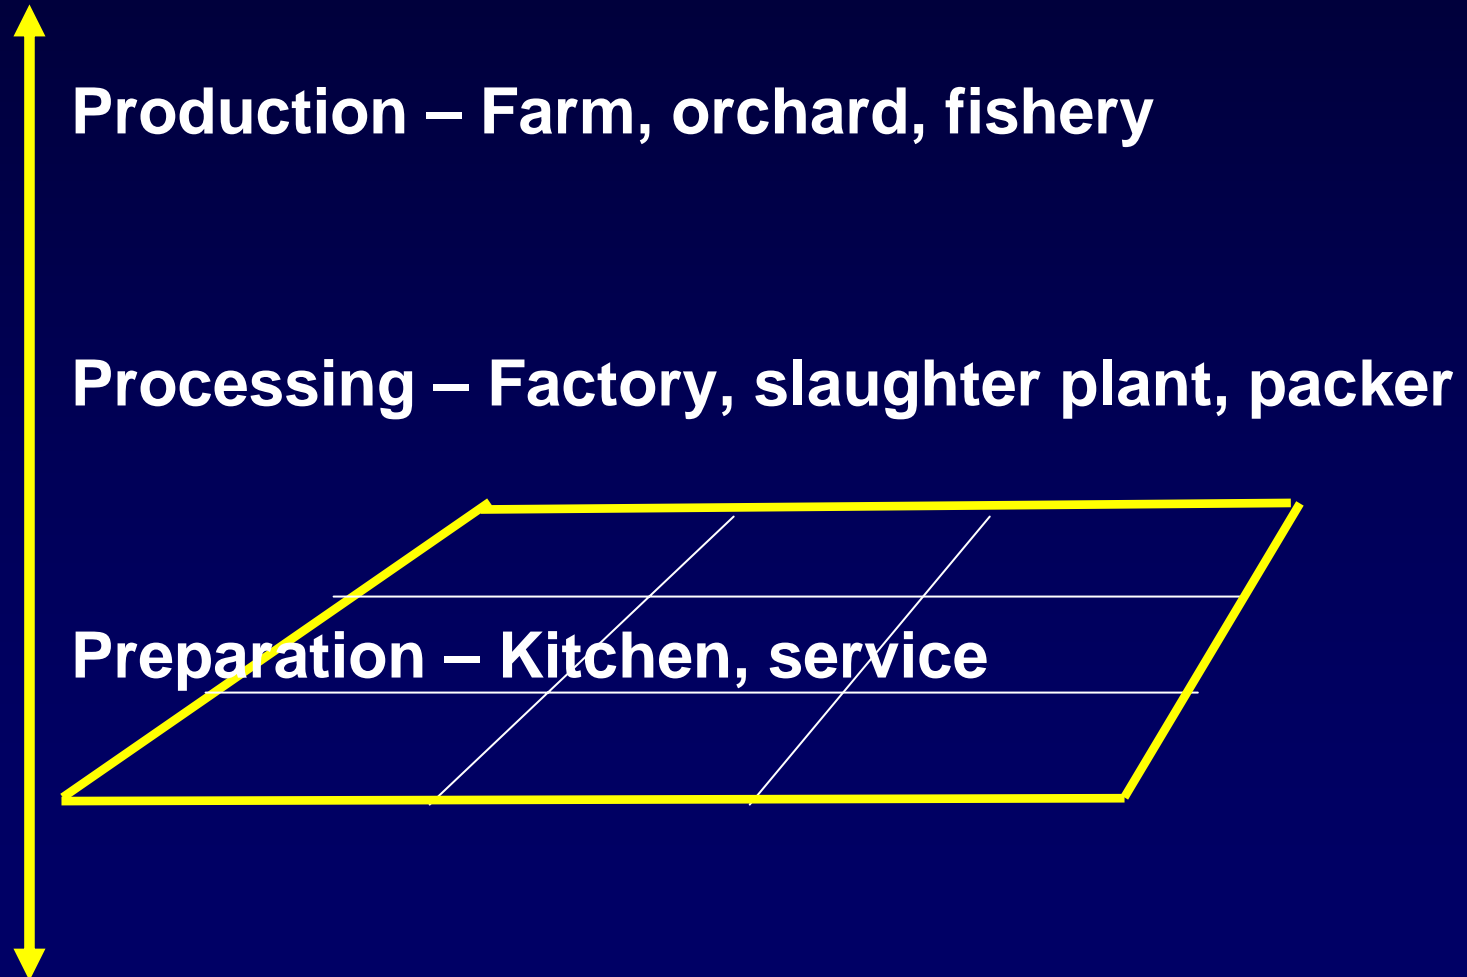 Production – Farm, orchard, fishery
Processing – Factory, slaughter plant, packer
Preparation – Kitchen, service